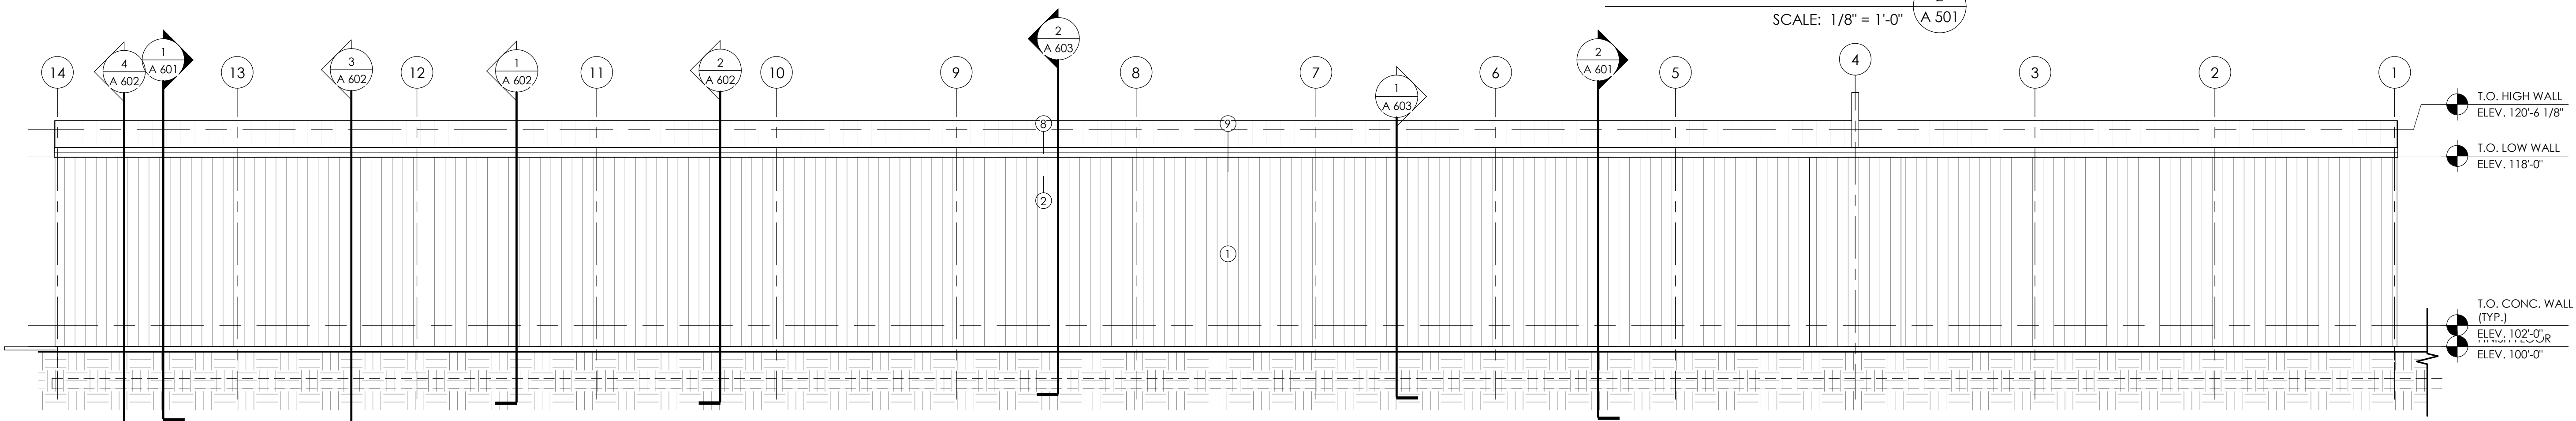 2
SCALE: 1/8" = 1'-0"
A 501
14
4
A 602
1
A 601
13
3
A 602
12
1
A 602
11
2
A 602
10
9
2
A 603
8
7
1
A 603
6
2
A 601
5
4
3
2
1
8
9
2
1
T.O. HIGH WALL
ELEV. 120'-6 1/8"
T.O. LOW WALL
ELEV. 118'-0"
T.O. CONC. WALL
(TYP.)
ELEV. 102'-0"
FINISH FLOOR
ELEV. 100'-0"